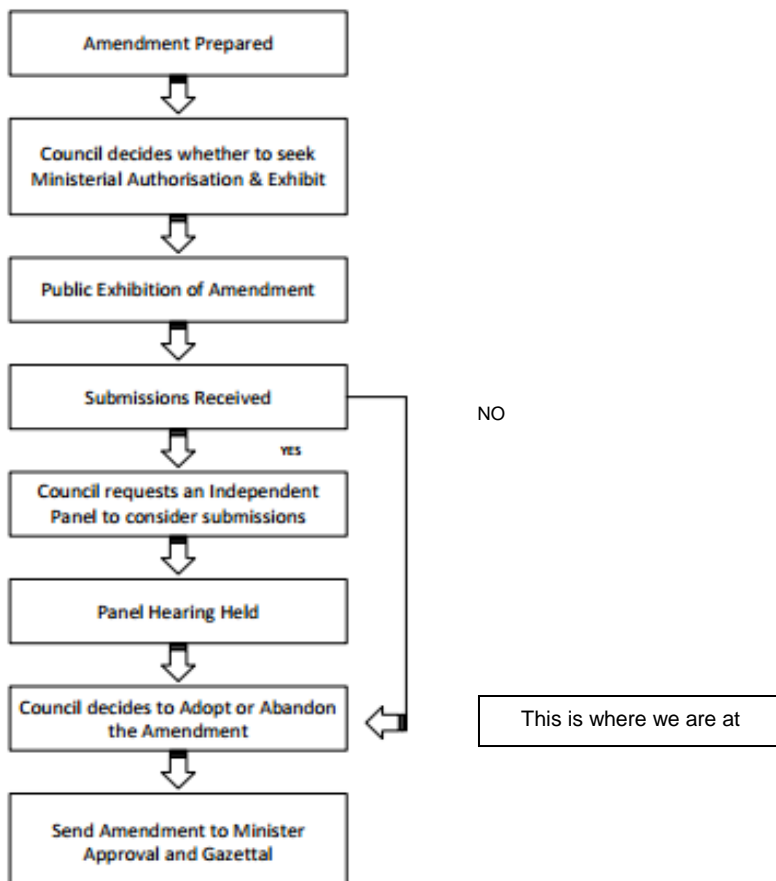 Amendment Prepared
Council decides whether to seek
Ministerial Authorisation & Exhibit
Public Exhibition of Amendment
Submissions Received
NO
YES
Council requests an Independent
Panel to consider submissions
Panel Hearing Held
Council decides to Adopt or Abandon
the Amendment
This is where we are at
Send Amendment to Minister
Approval and Gazettal